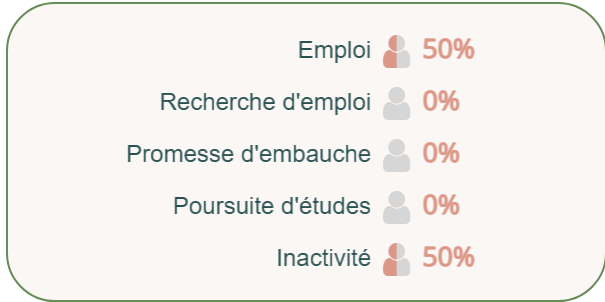 Emploi 50%
Recherche d'emploi 0%
Promesse d'embauche 0%
Poursuite d'études 0%
Inactivité 50%